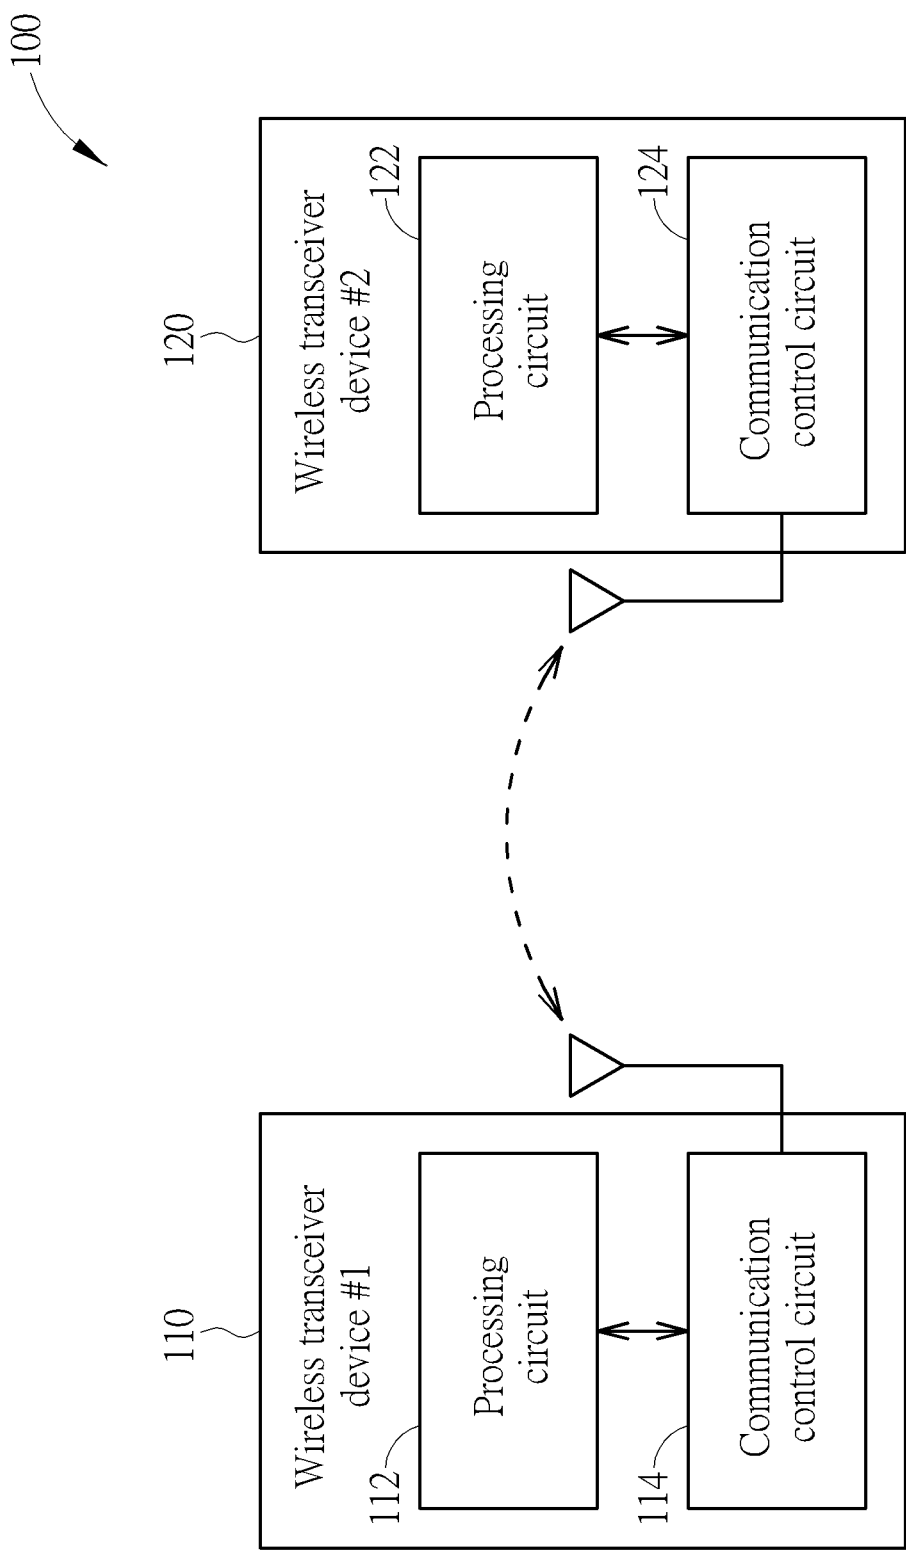 100
110
Wireless transceiver
device #1
112
Processing
circuit
114
Communication
control circuit
120
Wireless transceiver
device #2
122
Processing
circuit
124
Communication
control circuit